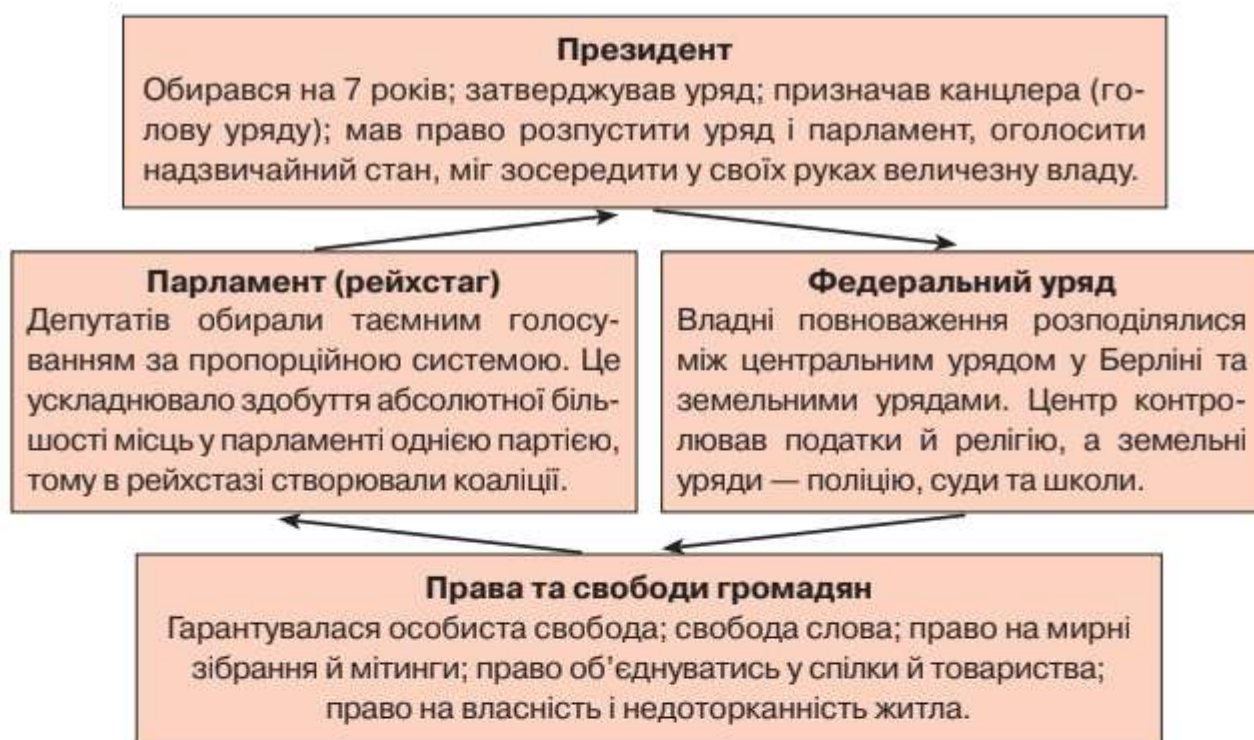 Президент
Обирався на 7 років; затверджував уряд; призначав канцлера (го-
лову уряду); мав право розпустити уряд і парламент, оголосити
надзвичайний стан, міг зосередити у своїх руках величезну владу.
Парламент (рейхстаг)
Депутатів обирали таємним голосу-
ванням за пропорційною системою. Це
ускладнювало здобуття абсолютної біль-
шості місць у парламенті однією партією,
тому в рейхстазі створювали коаліції.
Федеральний уряд
Владні повноваження розподілялися
між центральним урядом у Берліні та
земельними урядами. Центр контро-
лював податки й релігію, а земельні
уряди — поліцію, суди та школи.
Права та свободи громадян
Гарантувалася особиста свобода; свобода слова; право на мирні
зібрання й мітинги; право об’єднуватись у спілки й товариства;
право на власність і недоторканність житла.